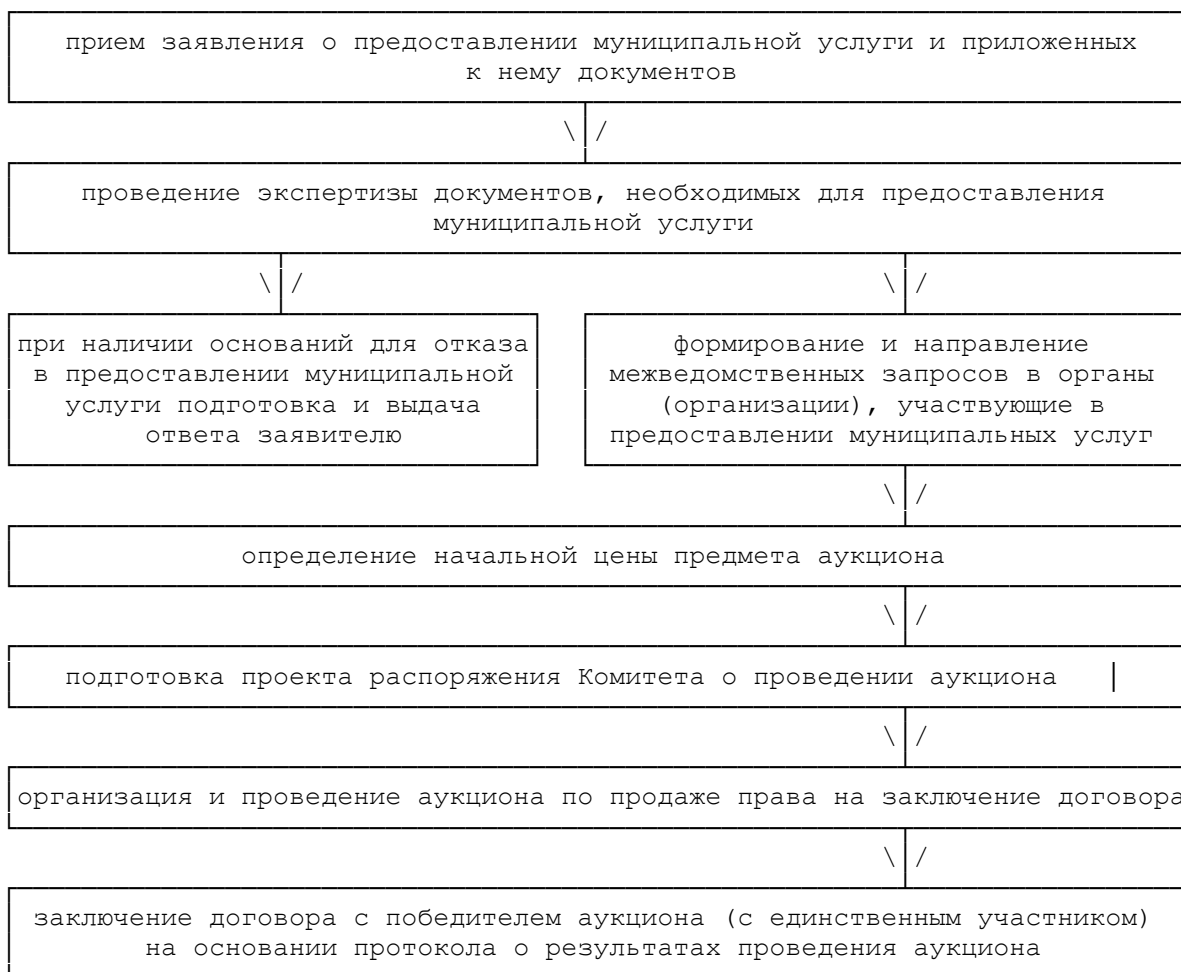 прием заявления о предоставлении муниципальной услуги и приложенных
к нему документов
проведение экспертизы документов, необходимых для предоставления
муниципальной услуги
при наличии оснований для отказа
в предоставлении муниципальной
услуги подготовка и выдача
ответа заявителю
формирование и направление
межведомственных запросов в органы
(организации), участвующие в
предоставлении муниципальных услуг
определение начальной цены предмета аукциона
подготовка проекта распоряжения Комитета о проведении аукциона
организация и проведение аукциона по продаже права на заключение договора
заключение договора с победителем аукциона (с единственным участником)
на основании протокола о результатах проведения аукциона